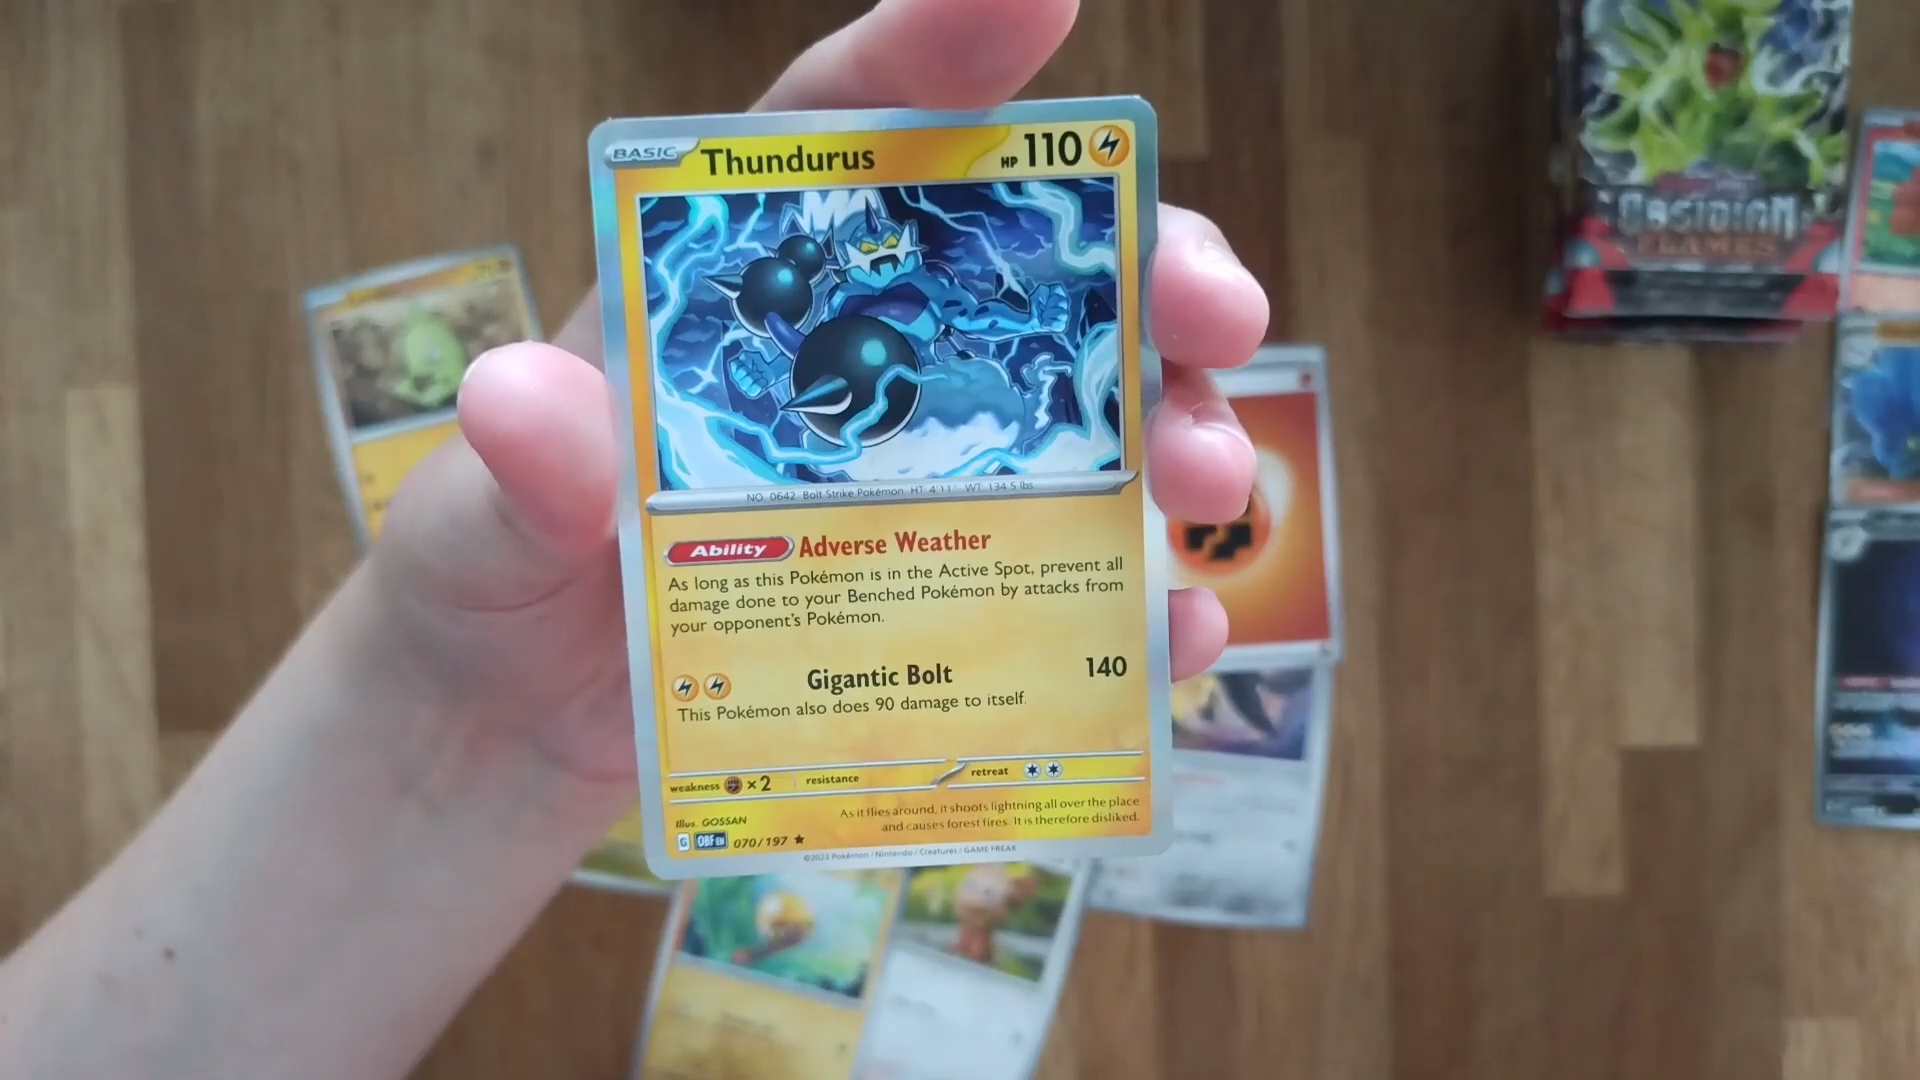 BASIC Thundurus HP 110
NO. 0642 Bolt Strike Pokémon HT: 4'11" WT: 134.5 lbs
Ability Adverse Weather
As long as this Pokémon is in the Active Spot, prevent all
damage done to your Benched Pokémon by attacks from
your opponent's Pokémon.
Gigantic Bolt 140
This Pokémon also does 90 damage to itself.
weakness ×2 resistance retreat
Illus. GOSSAN
As it flies around, it shoots lightning all over the place
and causes forest fires. It is therefore disliked.
G OBF EN 070/197
©2023 Pokémon / Nintendo / Creatures / GAME FREAK
OBSIDIAN
FLAMES